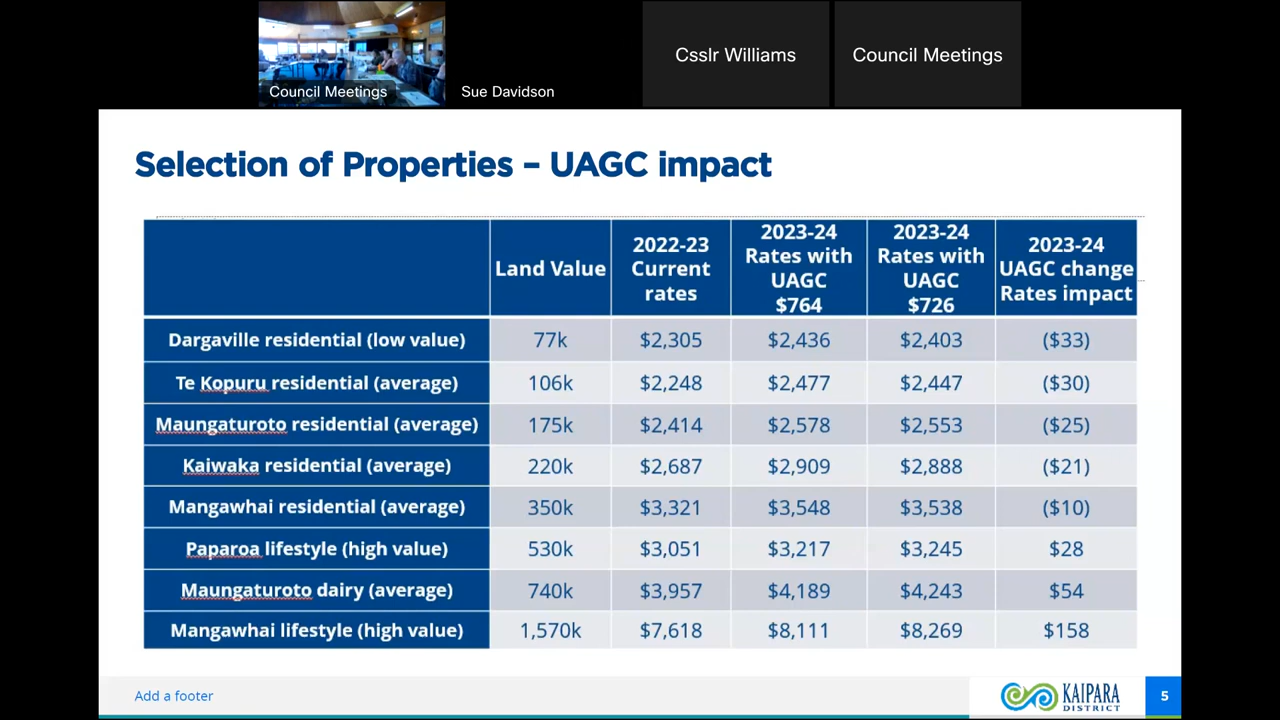 Csslr Williams
Council Meetings
Council Meetings
Sue Davidson
Selection of Properties – UAGC impact
Land Value
2022-23
Current
rates
2023-24
Rates with
UAGC
$764
2023-24
Rates with
UAGC
$726
2023-24
UAGC change
Rates impact
Dargaville residential (low value) 77k $2,305 $2,436 $2,403 ($33)
Te Kopuru residential (average) 106k $2,248 $2,477 $2,447 ($30)
Maungaturoto residential (average) 175k $2,414 $2,578 $2,553 ($25)
Kaiwaka residential (average) 220k $2,687 $2,909 $2,888 ($21)
Mangawhai residential (average) 350k $3,321 $3,548 $3,538 ($10)
Paparoa lifestyle (high value) 530k $3,051 $3,217 $3,245 $28
Maungaturoto dairy (average) 740k $3,957 $4,189 $4,243 $54
Mangawhai lifestyle (high value) 1,570k $7,618 $8,111 $8,269 $158
Add a footer
KAIPARA
DISTRICT
5